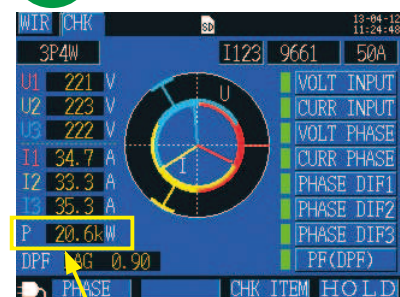 WIR CHK SD 13-04-12
11:24:48
3P4W I123 9661 50A
U1 221 V U VOLT INPUT
U2 223 V CURR INPUT
U3 222 V VOLT PHASE
I1 34.7 A CURR PHASE
I2 33.3 A I PHASE DIF1
I3 35.3 A PHASE DIF2
P 20.6kW PHASE DIF3
DPF LAG 0.90 PF(DPF)
PHASE CHK ITEM HOLD